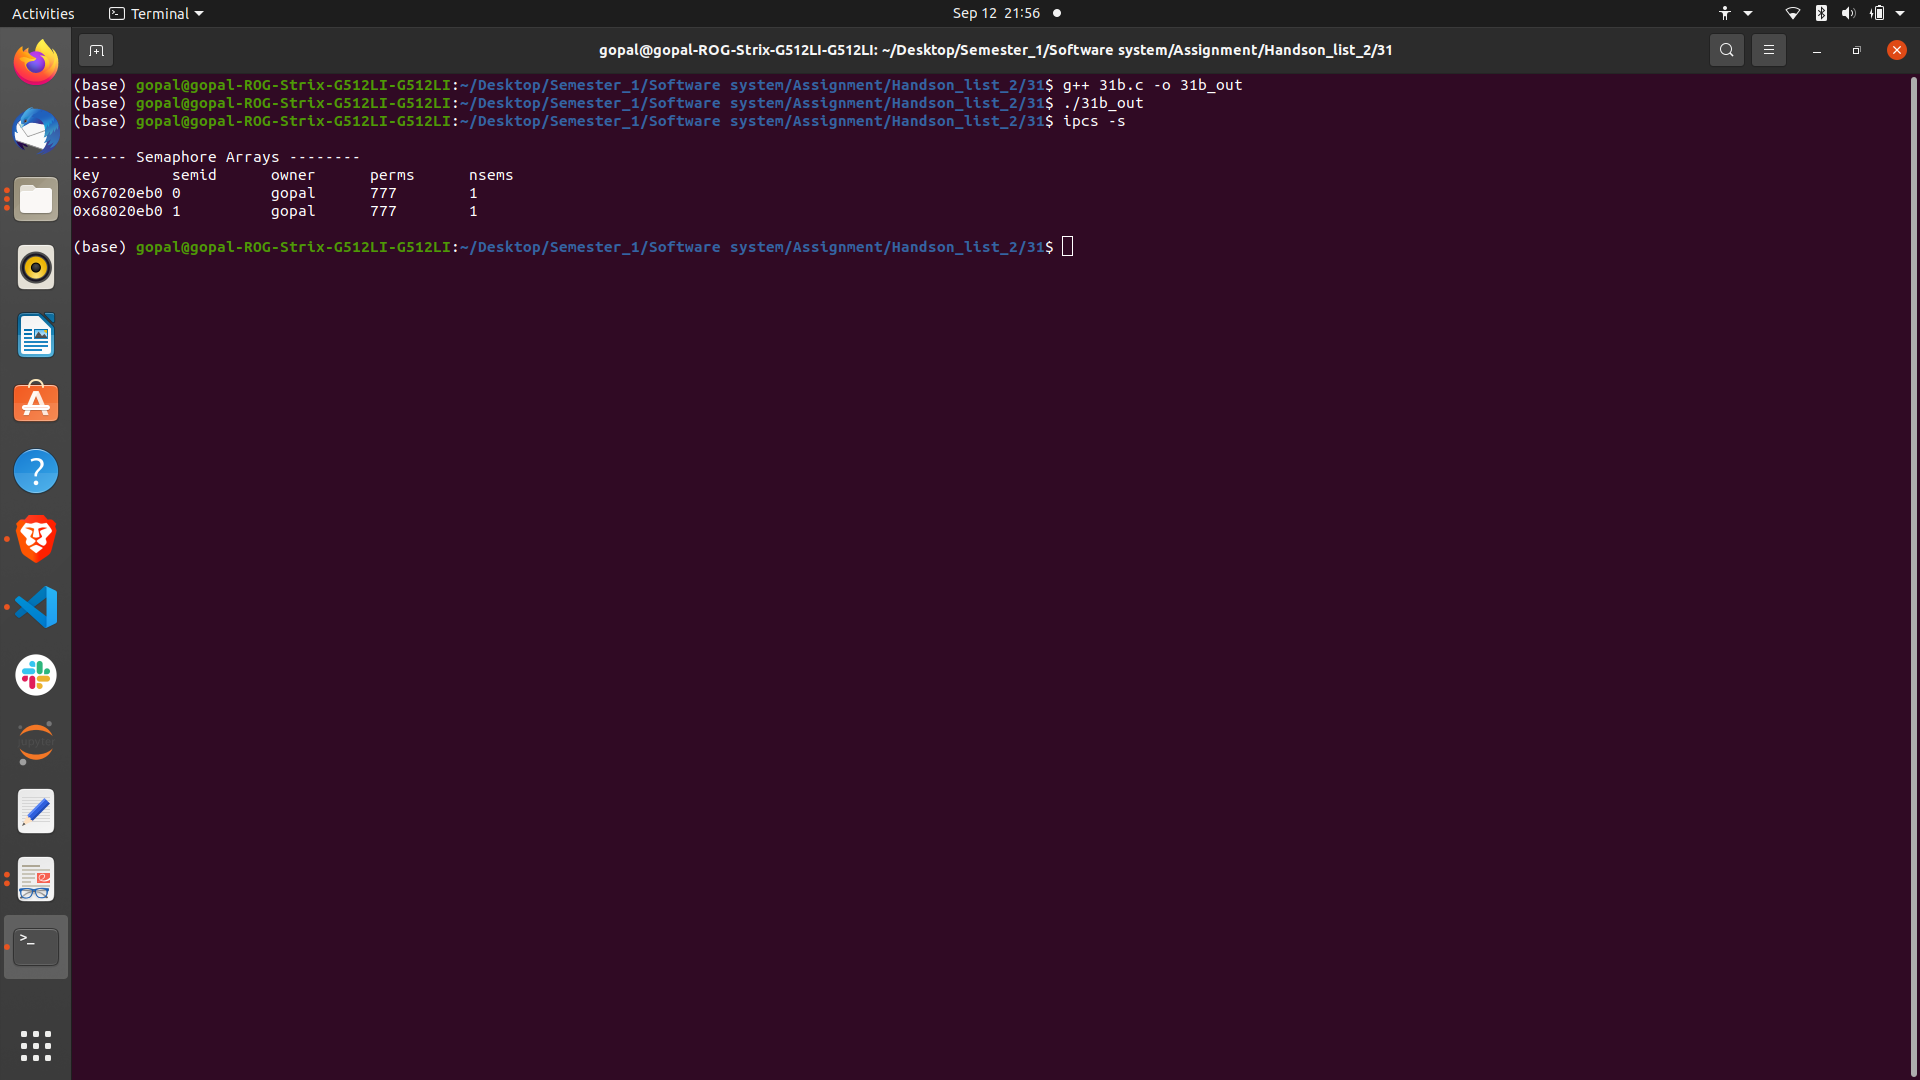 Activities Terminal Sep 12 21:56
gopal@gopal-ROG-Strix-G512LI-G512LI: ~/Desktop/Semester_1/Software system/Assignment/Handson_list_2/31
(base) gopal@gopal-ROG-Strix-G512LI-G512LI:~/Desktop/Semester_1/Software system/Assignment/Handson_list_2/31$ g++ 31b.c -o 31b_out
(base) gopal@gopal-ROG-Strix-G512LI-G512LI:~/Desktop/Semester_1/Software system/Assignment/Handson_list_2/31$ ./31b_out
(base) gopal@gopal-ROG-Strix-G512LI-G512LI:~/Desktop/Semester_1/Software system/Assignment/Handson_list_2/31$ ipcs -s
------ Semaphore Arrays --------
key        semid      owner      perms      nsems
0x67020eb0 0          gopal      777        1
0x68020eb0 1          gopal      777        1
(base) gopal@gopal-ROG-Strix-G512LI-G512LI:~/Desktop/Semester_1/Software system/Assignment/Handson_list_2/31$